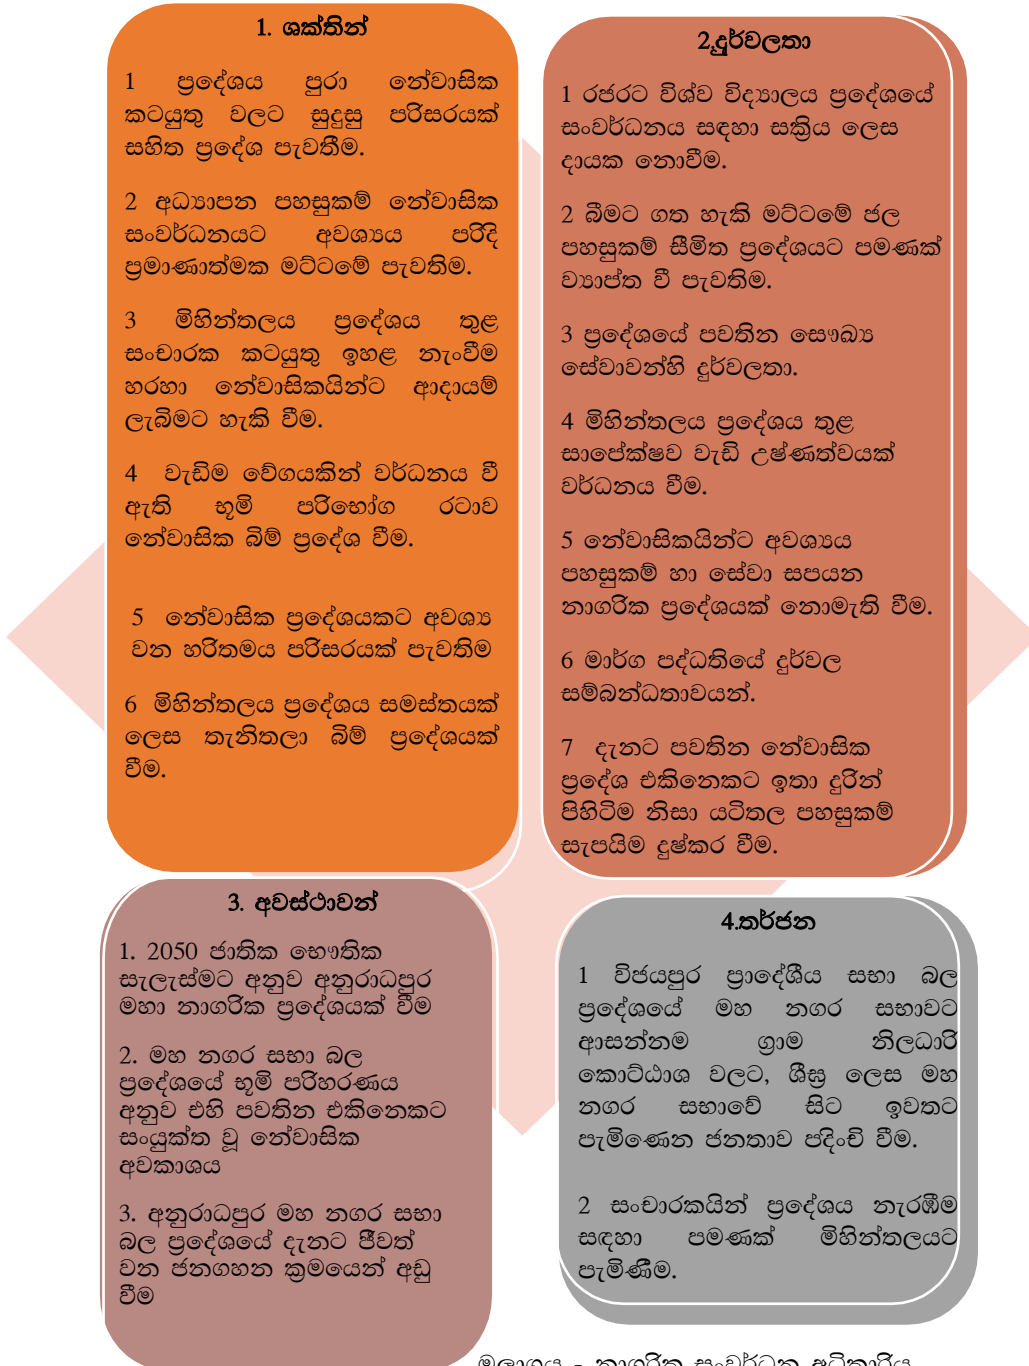 1. ශක්තින්
1 ප්‍රදේශය පුරා නේවාසික
කටයුතු වලට සුදුසු පරිසරයක්
සහිත ප්‍රදේශ පැවතීම.
2 අධ්‍යාපන පහසුකම් නේවාසික
සංවර්ධනයට අවශ්‍යය පරිදි
ප්‍රමාණාත්මක මට්ටමේ පැවතිම.
3 මිහින්තලය ප්‍රදේශය තුළ
සංචාරක කටයුතු ඉහළ නැංවීම
හරහා නේවාසිකයින්ට ආදායම්
ලැබිමට හැකි වීම.
4 වැඩිම වේගයකින් වර්ධනය වී
ඇති භූමි පරිභෝග රටාව
නේවාසික බිම් ප්‍රදේශ වීම.
5 නේවාසික ප්‍රදේශයකට අවශ්‍ය
වන හරිතමය පරිසරයක් පැවතිම
6 මිහින්තලය ප්‍රදේශය සමස්තයක්
ලෙස තැනිතලා බිම් ප්‍රදේශයක්
වීම.
2.දුර්වලතා
1 රජරට විශ්ව විද්‍යාලය ප්‍රදේශයේ
සංවර්ධනය සඳහා සක්‍රිය ලෙස
දායක නොවීම.
2 බීමට ගත හැකි මට්ටමේ ජල
පහසුකම් සීමිත ප්‍රදේශයට පමණක්
ව්‍යාප්ත වී පැවතිම.
3 ප්‍රදේශයේ පවතින සෞඛ්‍ය
සේවාවන්හි දුර්වලතා.
4 මිහින්තලය ප්‍රදේශය තුළ
සාපේක්ෂව වැඩි උෂ්ණත්වයක්
වර්ධනය වීම.
5 නේවාසිකයින්ට අවශ්‍යය
පහසුකම් හා සේවා සපයන
නාගරික ප්‍රදේශයක් නොමැති වීම.
6 මාර්ග පද්ධතියේ දුර්වල
සම්බන්ධතාවයන්.
7 දැනට පවතින නේවාසික
ප්‍රදේශ එකිනෙකට ඉතා දුරින්
පිහිටිම නිසා යටිතල පහසුකම්
සැපයිම දුෂ්කර වීම.
3. අවස්ථාවන්
1. 2050 ජාතික භෞතික
සැලැස්මට අනුව අනුරාධපුර
මහා නාගරික ප්‍රදේශයක් වීම
2. මහ නගර සභා බල
ප්‍රදේශයේ භූමි පරිහරණය
අනුව එහි පවතින එකිනෙකට
සංයුක්ත වූ නේවාසික
අවකාශය
3. අනුරාධපුර මහ නගර සභා
බල ප්‍රදේශයේ දැනට ජීවත්
වන ජනගහන ක්‍රමයෙන් අඩු
වීම
4.තර්ජන
1 විජයපුර ප්‍රාදේශීය සභා බල
ප්‍රදේශයේ මහ නගර සභාවට
ආසන්නම ග්‍රාම නිලධාරි
කොට්ඨාශ වලට, ශීඝ්‍ර ලෙස මහ
නගර සභාවේ සිට ඉවතට
පැමිණෙන ජනතාව පදිංචි වීම.
2 සංචාරකයින් ප්‍රදේශය නැරඹීම
සඳහා පමණක් මිහින්තලයට
පැමිණීම.
මූලාශ්‍රය - නාගරික සංවර්ධන අධිකාරිය